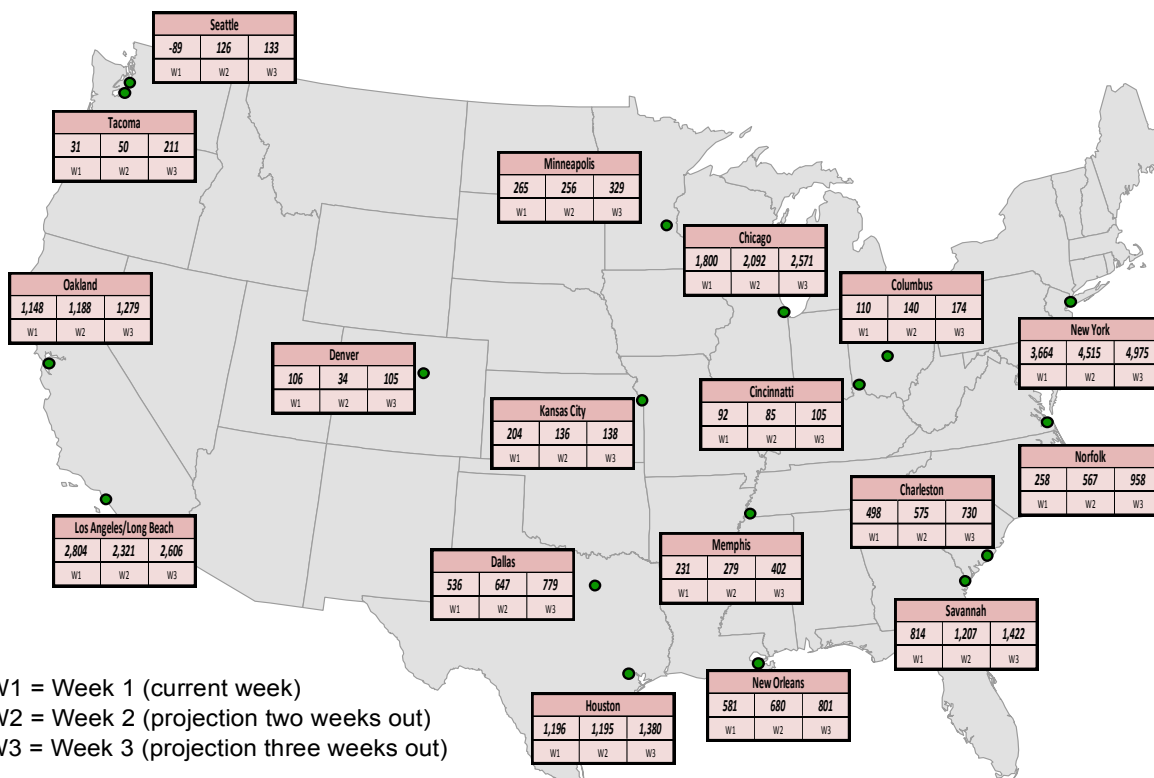 Seattle
-89 126 133
W1 W2 W3
Tacoma
31 50 211
W1 W2 W3
Minneapolis
265 256 329
W1 W2 W3
Chicago
1,800 2,092 2,571
W1 W2 W3
Oakland
1,148 1,188 1,279
W1 W2 W3
Columbus
110 140 174
W1 W2 W3
New York
3,664 4,515 4,975
W1 W2 W3
Denver
106 34 105
W1 W2 W3
Cincinnatti
92 85 105
W1 W2 W3
Kansas City
204 136 138
W1 W2 W3
Norfolk
258 567 958
W1 W2 W3
Charleston
498 575 730
W1 W2 W3
Los Angeles/Long Beach
2,804 2,321 2,606
W1 W2 W3
Memphis
231 279 402
W1 W2 W3
Dallas
536 647 779
W1 W2 W3
Savannah
814 1,207 1,422
W1 W2 W3
New Orleans
581 680 801
W1 W2 W3
Houston
1,196 1,195 1,380
W1 W2 W3
W1 = Week 1 (current week)
W2 = Week 2 (projection two weeks out)
W3 = Week 3 (projection three weeks out)